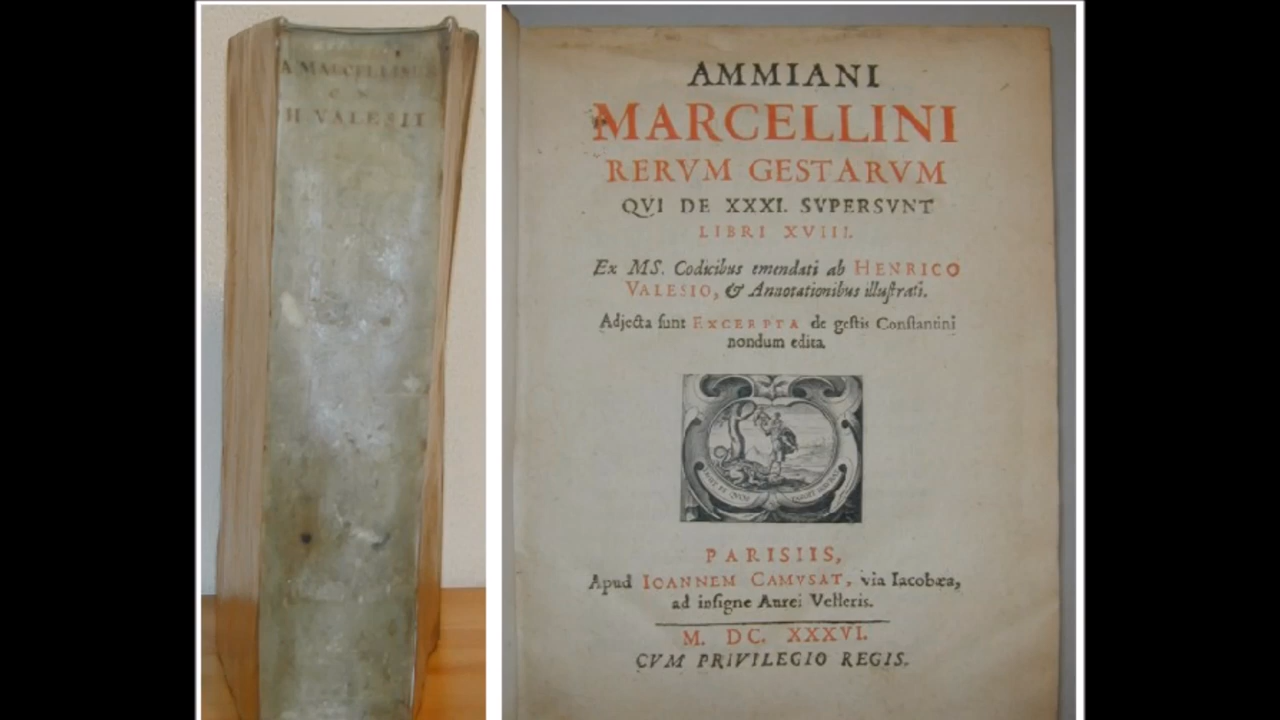 A MARCELLINUS
C N
H VALESII
AMMIANI
MARCELLINI
RERVM GESTARVM
QVI DE XXXI. SVPERSVNT
LIBRI XVIII.
Ex MS. Codicibus emendati ab HENRICO
VALESIO, & Annotationibus illuſtrati.
Adjecta ſunt EXCERPTA de geſtis Conſtantini
nondum edita.
PARISIIS,
Apud IOANNEM CAMVSAT, via Iacobæa,
ad inſigne Aurei Velleris.
M. DC. XXXVI.
CVM PRIVILEGIO REGIS.